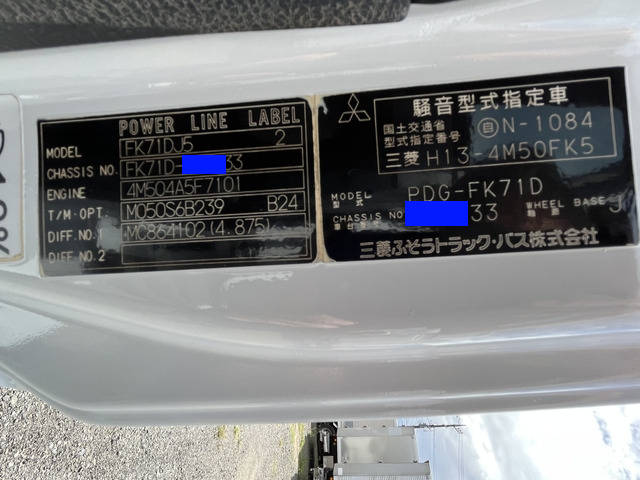 POWER LINE LABEL
MODEL FK71DJ5 2
CHASSIS NO. FK71D- 33
ENGINE 4M504A5F7101
T/M·OPT. M050S6B239 B24
DIFF NO. 1 MC864102(4.875)
DIFF NO. 2
騒音型式指定車
国土交通省
型式指定番号 自N-1084
三菱 H13-4M50FK5
MODEL
型式 PDG-FK71D
CHASSIS NO 33 WHEEL BASE J
三菱ふそうトラック・バス株式会社